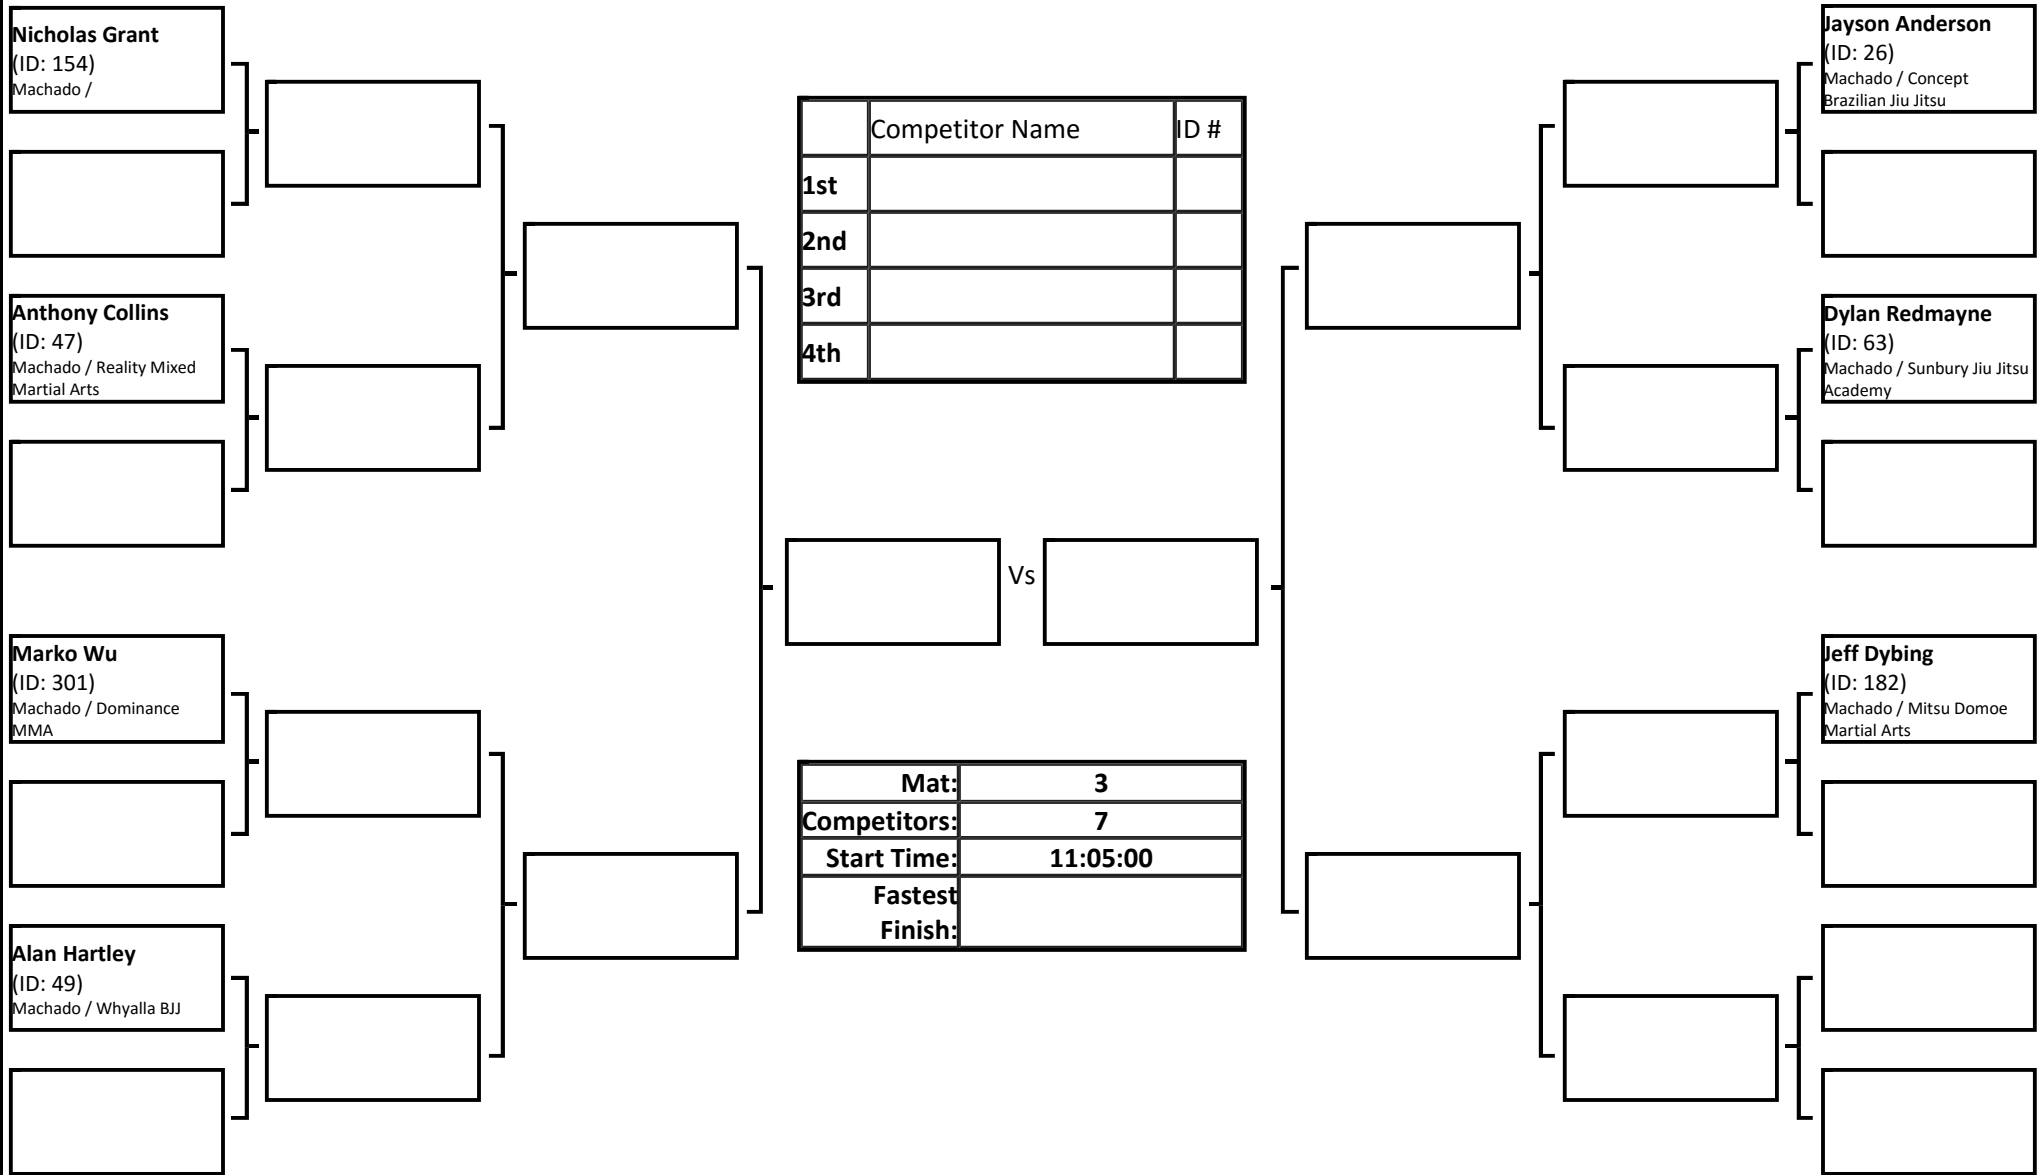 Nicholas Grant
(ID: 154)
Machado /
Anthony Collins
(ID: 47)
Machado / Reality Mixed
Martial Arts
Marko Wu
(ID: 301)
Machado / Dominance
MMA
Alan Hartley
(ID: 49)
Machado / Whyalla BJJ
Competitor Name ID #
1st
2nd
3rd
4th
Vs
Mat: 3
Competitors: 7
Start Time: 11:05:00
Fastest
Finish:
Jayson Anderson
(ID: 26)
Machado / Concept
Brazilian Jiu Jitsu
Dylan Redmayne
(ID: 63)
Machado / Sunbury Jiu Jitsu
Academy
Jeff Dybing
(ID: 182)
Machado / Mitsu Domoe
Martial Arts